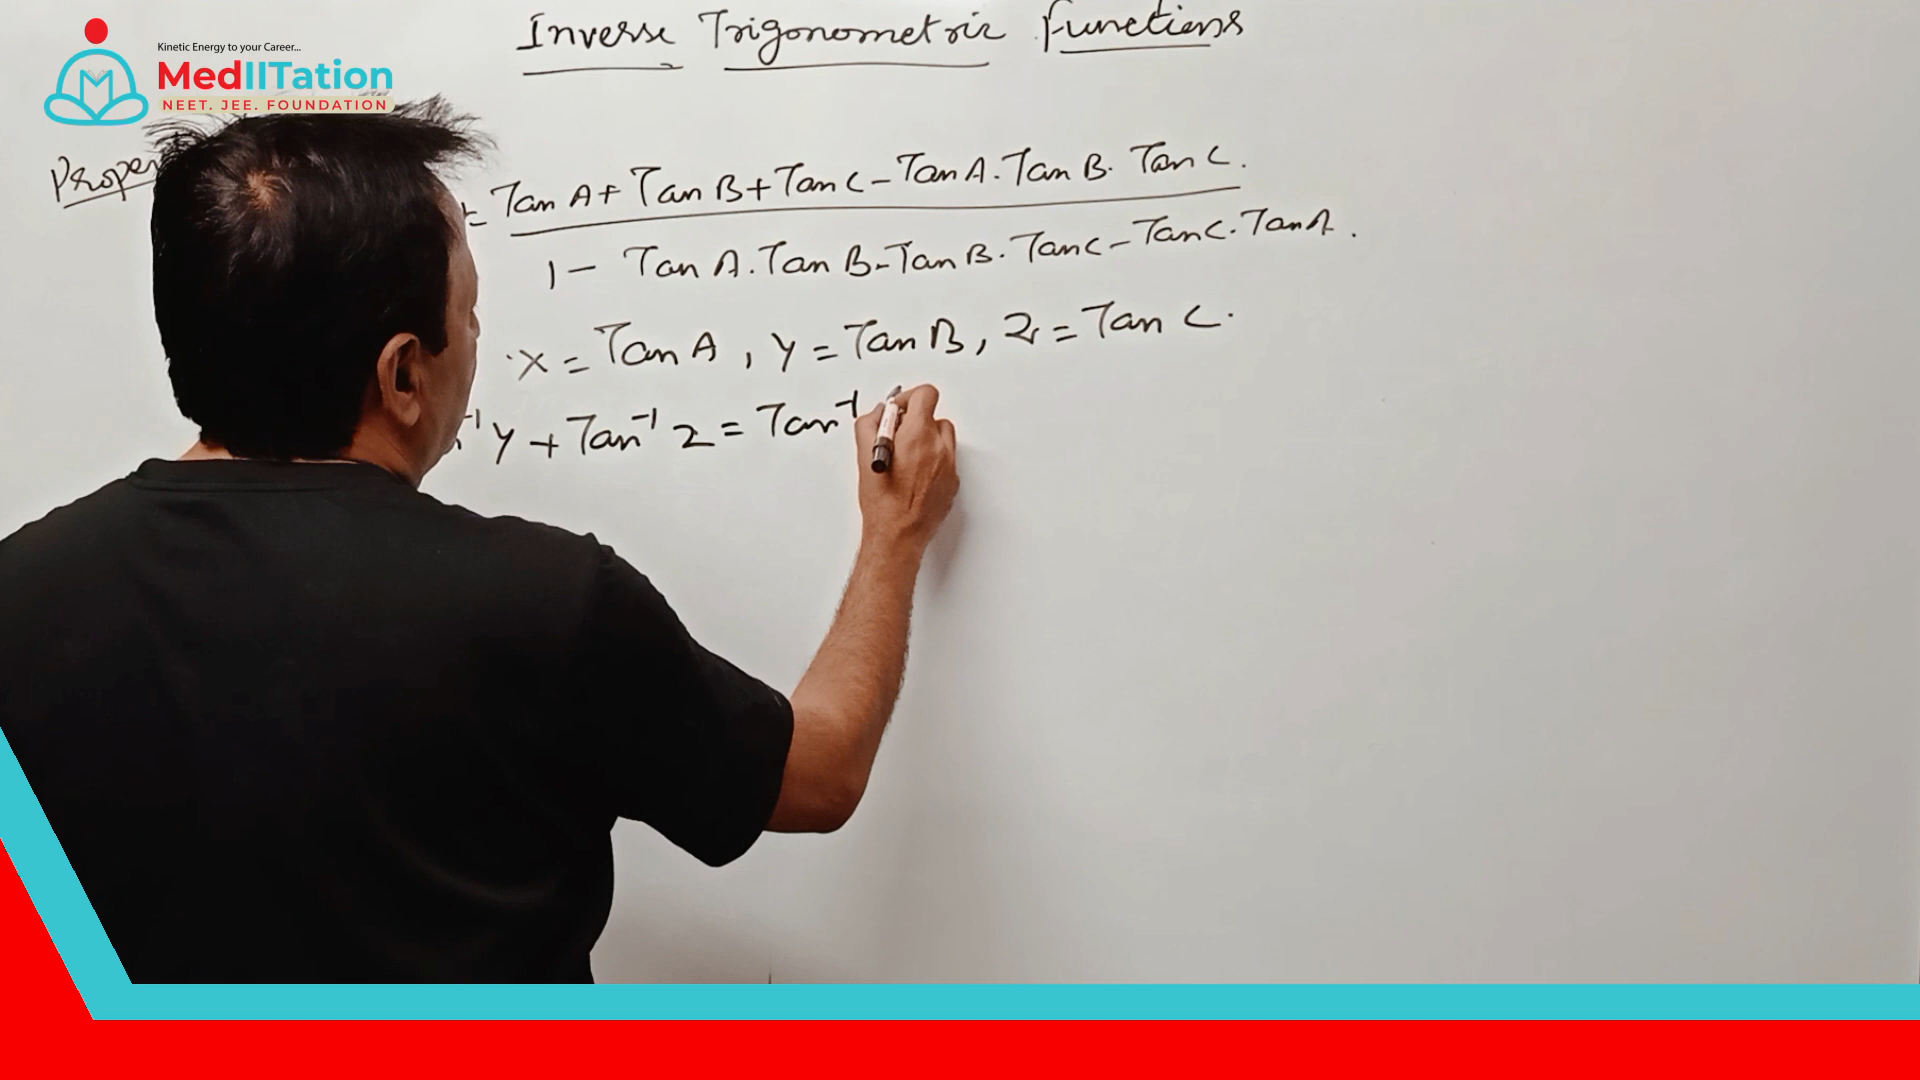 Inverse Trigonometric Functions
Kinetic Energy to your Career...
MedIITation
NEET. JEE. FOUNDATION
= Tan A + Tan B + Tan C - Tan A. Tan B. Tan C.
1 - Tan A. Tan B - Tan B. Tan C - Tan C. Tan A.
x = Tan A, y = Tan B, z = Tan C.
⁻¹ y + Tan⁻¹ z = Tan⁻¹